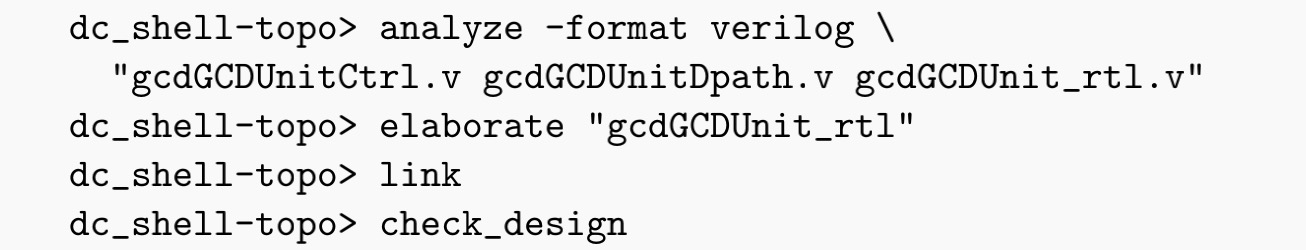 dc_shell-topo> analyze -format verilog \
"gcdGCDUnitCtrl.v gcdGCDUnitDpath.v gcdGCDUnit_rtl.v"
dc_shell-topo> elaborate "gcdGCDUnit_rtl"
dc_shell-topo> link
dc_shell-topo> check_design